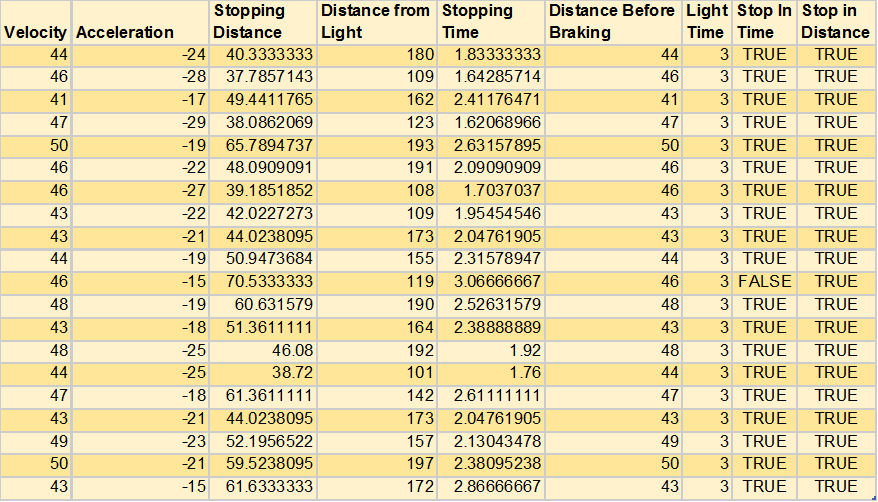 Velocity Acceleration Stopping Distance Distance from Light Stopping Time Distance Before Braking Light Time Stop In Time Stop in Distance
44 -24 40.3333333 180 1.83333333 44 3 TRUE TRUE
46 -28 37.7857143 109 1.64285714 46 3 TRUE TRUE
41 -17 49.4411765 162 2.41176471 41 3 TRUE TRUE
47 -29 38.0862069 123 1.62068966 47 3 TRUE TRUE
50 -19 65.7894737 193 2.63157895 50 3 TRUE TRUE
46 -22 48.0909091 191 2.09090909 46 3 TRUE TRUE
46 -27 39.1851852 108 1.7037037 46 3 TRUE TRUE
43 -22 42.0227273 109 1.95454546 43 3 TRUE TRUE
43 -21 44.0238095 173 2.04761905 43 3 TRUE TRUE
44 -19 50.9473684 155 2.31578947 44 3 TRUE TRUE
46 -15 70.5333333 119 3.06666667 46 3 FALSE TRUE
48 -19 60.631579 190 2.52631579 48 3 TRUE TRUE
43 -18 51.3611111 164 2.38888889 43 3 TRUE TRUE
48 -25 46.08 192 1.92 48 3 TRUE TRUE
44 -25 38.72 101 1.76 44 3 TRUE TRUE
47 -18 61.3611111 142 2.61111111 47 3 TRUE TRUE
43 -21 44.0238095 173 2.04761905 43 3 TRUE TRUE
49 -23 52.1956522 157 2.13043478 49 3 TRUE TRUE
50 -21 59.5238095 197 2.38095238 50 3 TRUE TRUE
43 -15 61.6333333 172 2.86666667 43 3 TRUE TRUE